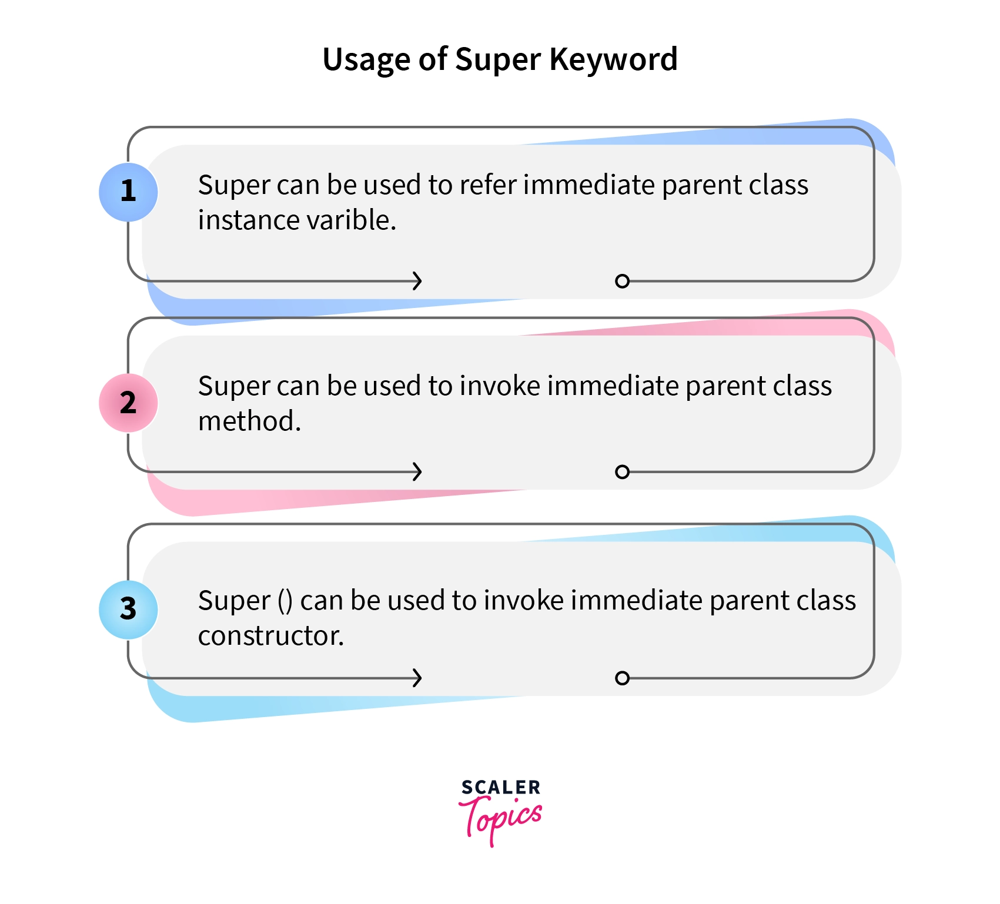 Usage of Super Keyword
1
Super can be used to refer immediate parent class
instance varible.
2
Super can be used to invoke immediate parent class
method.
3
Super () can be used to invoke immediate parent class
constructor.
SCALER
Topics